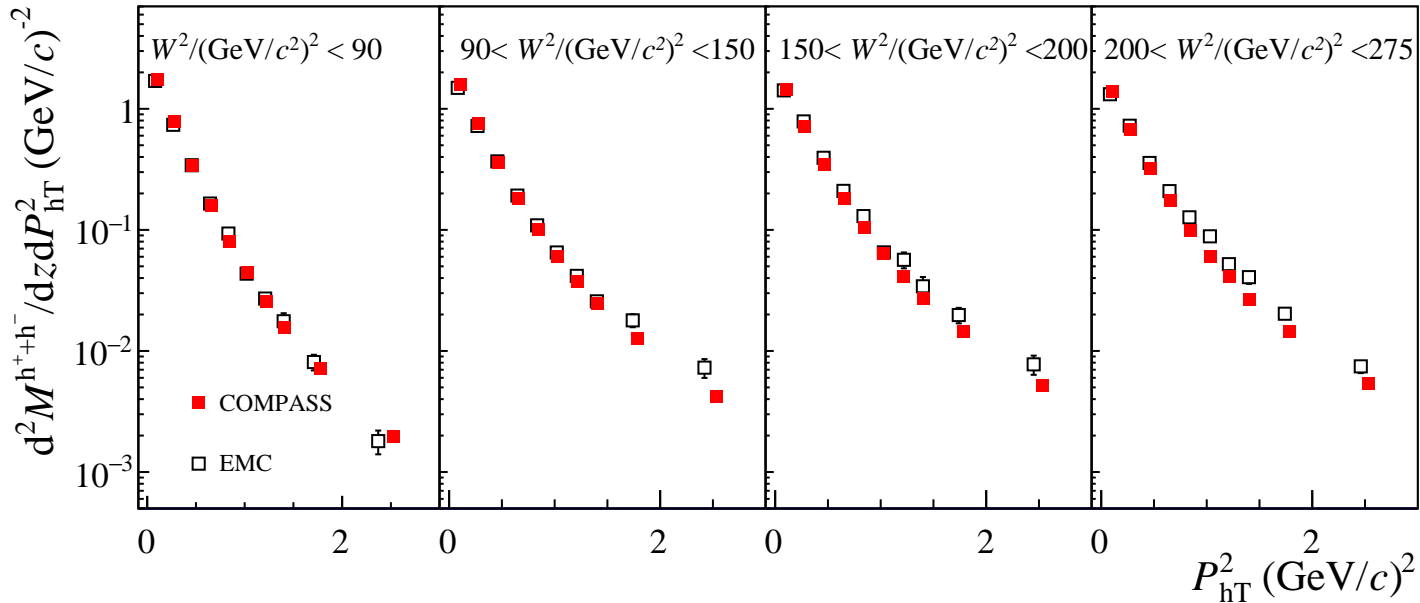 d²M^{h⁺+h⁻}/dzdP²_{hT} (GeV/c)⁻²
W²/(GeV/c²)² < 90
90< W²/(GeV/c²)² <150
150< W²/(GeV/c²)² <200
200< W²/(GeV/c²)² <275
1
10⁻¹
10⁻²
10⁻³
COMPASS
EMC
0 2 0 2 0 2 0 2
P²_{hT} (GeV/c)²